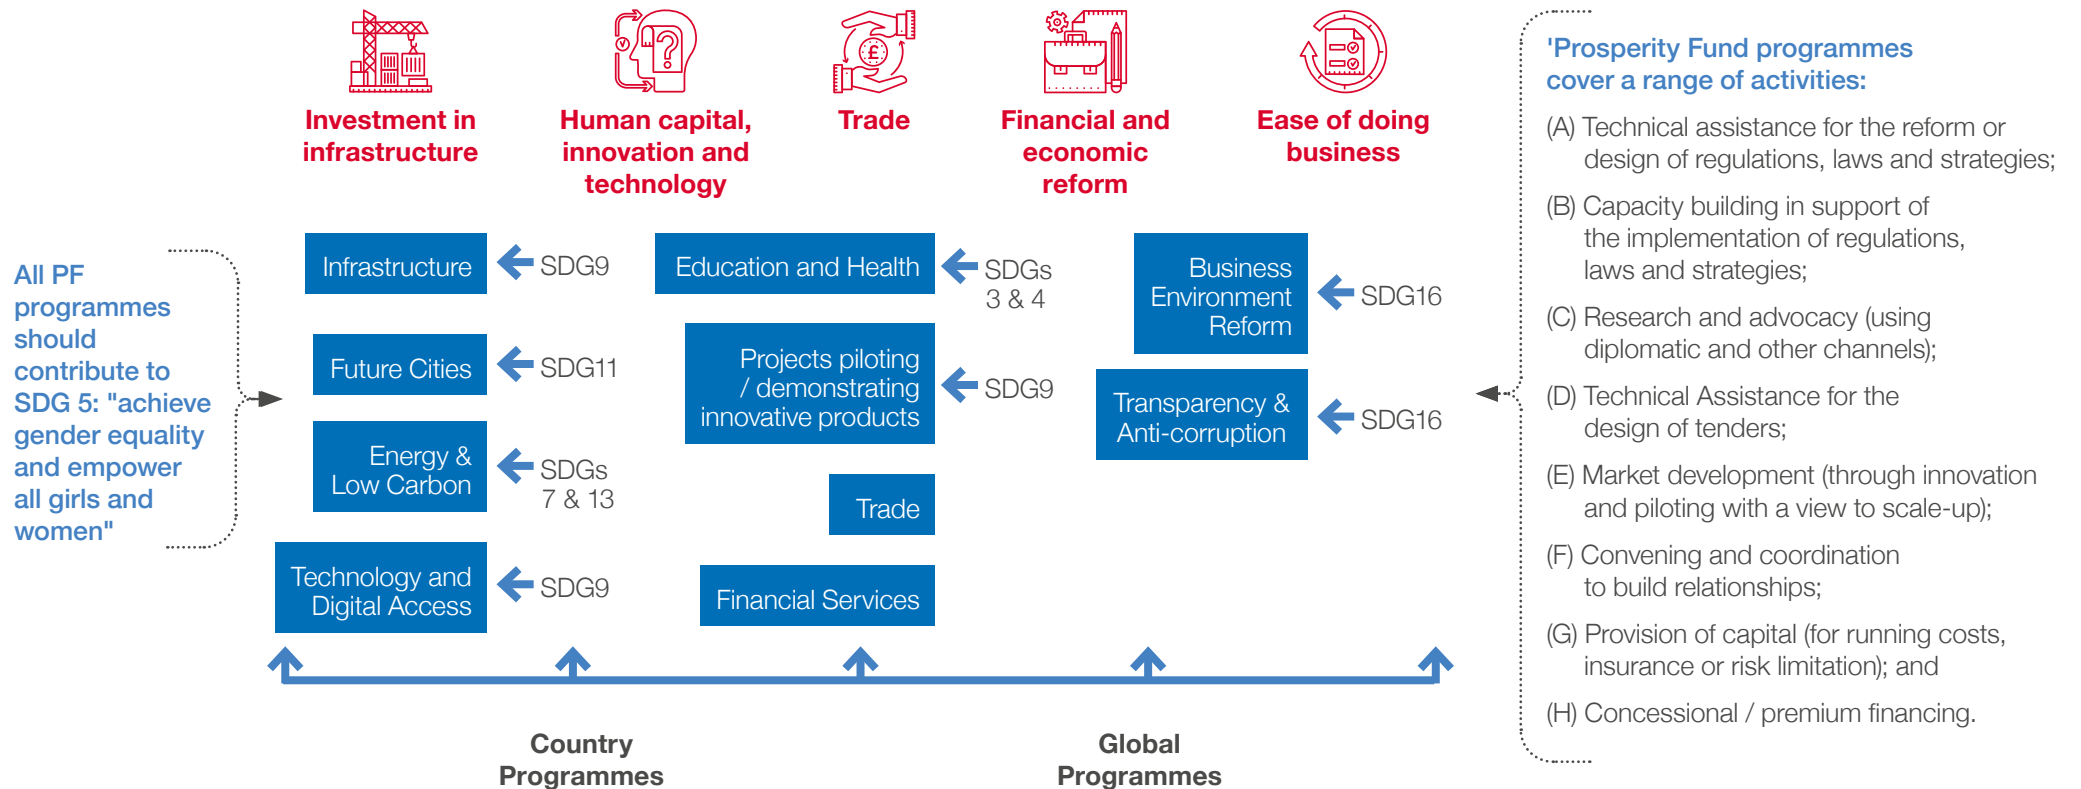 Investment in
infrastructure
Human capital,
innovation and
technology
£
Trade
Financial and
economic
reform
Ease of doing
business
All PF
programmes
should
contribute to
SDG 5: "achieve
gender equality
and empower
all girls and
women"
Infrastructure
SDG9
Future Cities
SDG11
Energy &
Low Carbon
SDGs
7 & 13
Technology and
Digital Access
SDG9
Education and Health
SDGs
3 & 4
Projects piloting
/ demonstrating
innovative products
SDG9
Trade
Financial Services
Business
Environment
Reform
SDG16
Transparency &
Anti-corruption
SDG16
Country
Programmes
Global
Programmes
'Prosperity Fund programmes
cover a range of activities:
(A) Technical assistance for the reform or
design of regulations, laws and strategies;
(B) Capacity building in support of
the implementation of regulations,
laws and strategies;
(C) Research and advocacy (using
diplomatic and other channels);
(D) Technical Assistance for the
design of tenders;
(E) Market development (through innovation
and piloting with a view to scale-up);
(F) Convening and coordination
to build relationships;
(G) Provision of capital (for running costs,
insurance or risk limitation); and
(H) Concessional / premium financing.